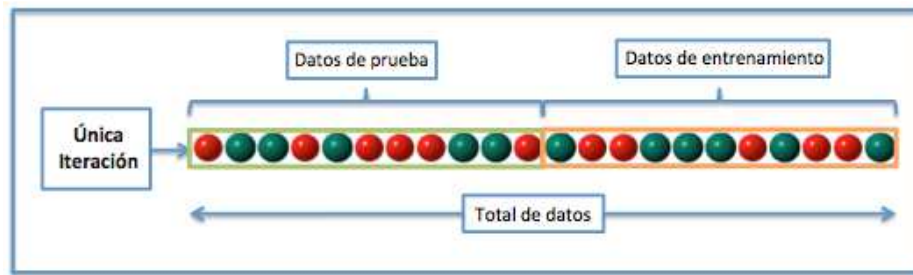 Datos de prueba
Datos de entrenamiento
Única
Iteración
Total de datos